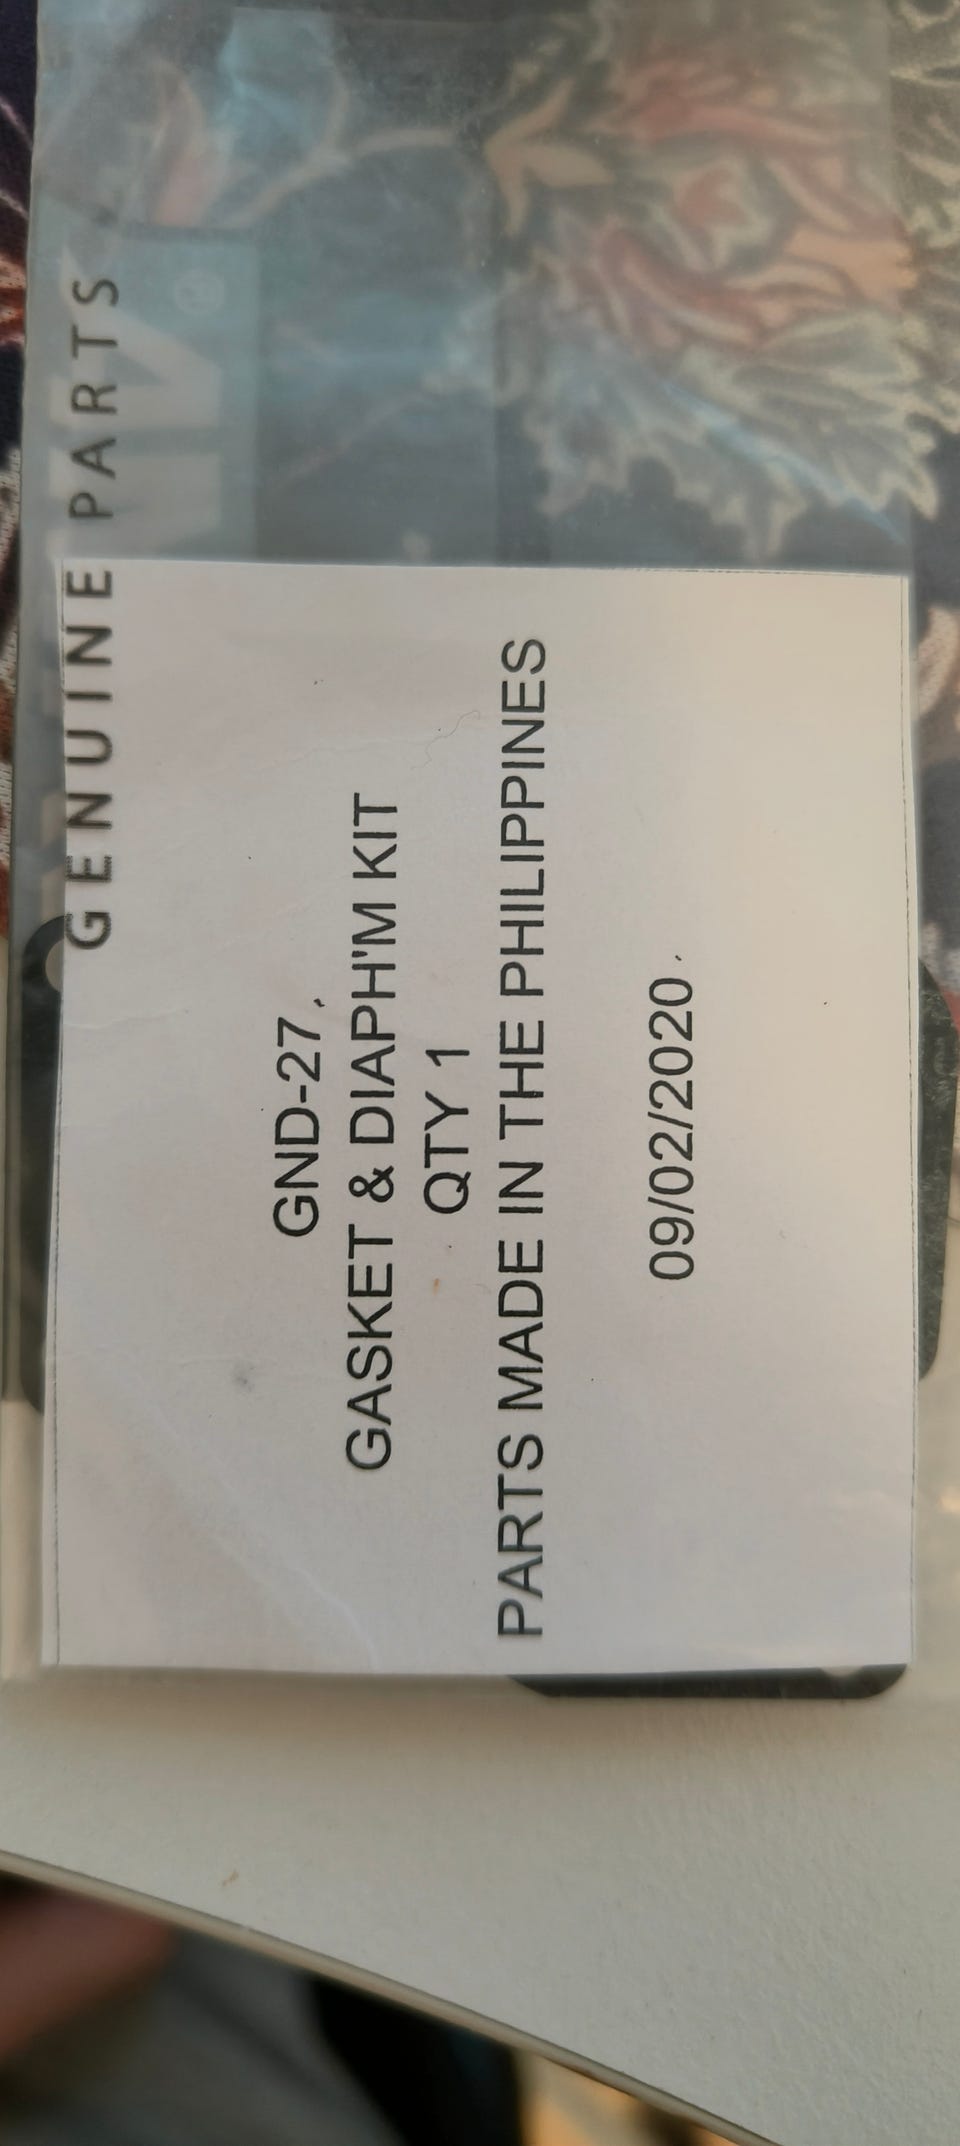 GENUINE PARTS
GND-27
GASKET & DIAPH'M KIT
QTY 1
PARTS MADE IN THE PHILIPPINES
09/02/2020